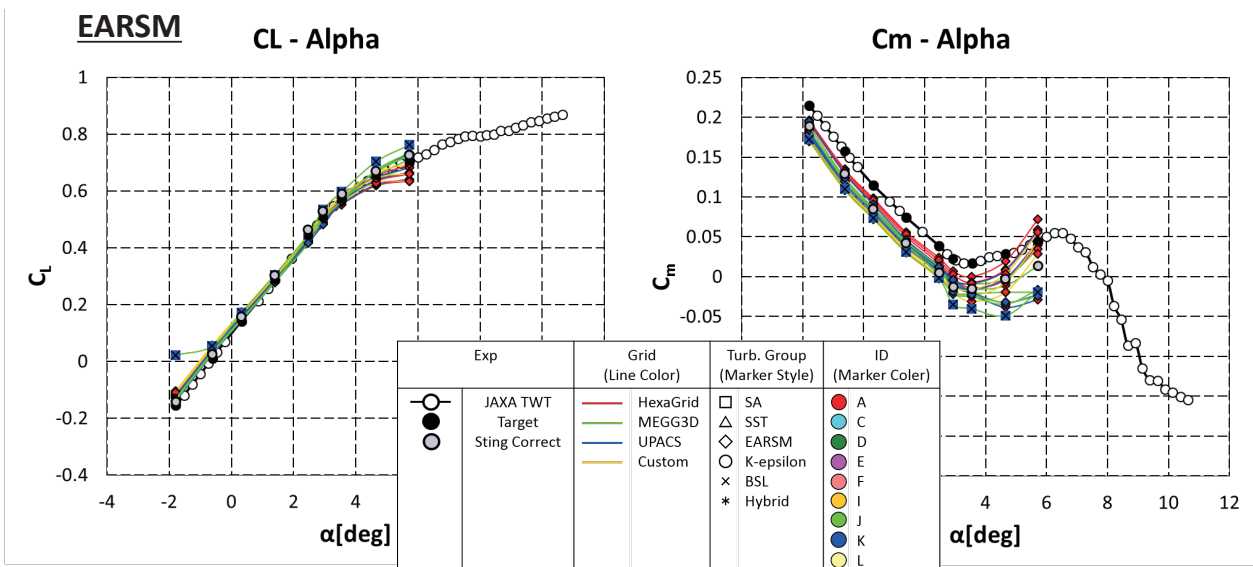 EARSM
CL - Alpha
Cm - Alpha
1
0.8
0.6
0.4
0.2
0
-0.2
-0.4
CL
-4
-2
0
2
4
α[deg]
0.25
0.2
0.15
0.1
0.05
0
-0.05
Cm
4
6
8
10
12
α[deg]
Exp
Grid
(Line Color)
Turb. Group
(Marker Style)
ID
(Marker Coler)
JAXA TWT
HexaGrid
SA
A
Target
MEGG3D
SST
C
Sting Correct
UPACS
EARSM
D
Custom
K-epsilon
E
BSL
F
Hybrid
I
J
K
L